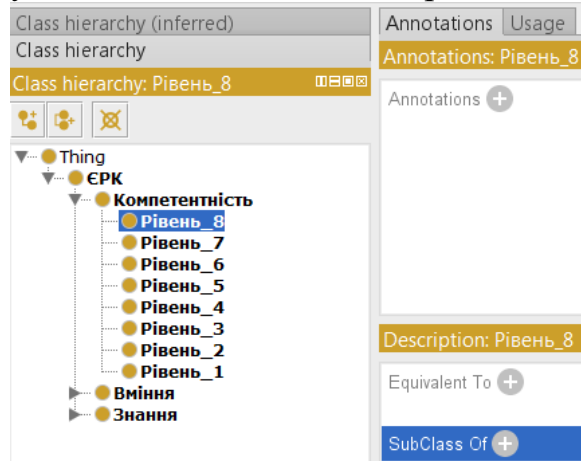 Class hierarchy (inferred)
Class hierarchy
Class hierarchy: Рівень_8
Thing
ЄРК
Компетентність
Рівень_8
Рівень_7
Рівень_6
Рівень_5
Рівень_4
Рівень_3
Рівень_2
Рівень_1
Вміння
Знання
Annotations Usage
Annotations: Рівень_8
Annotations
Description: Рівень_8
Equivalent To
SubClass Of